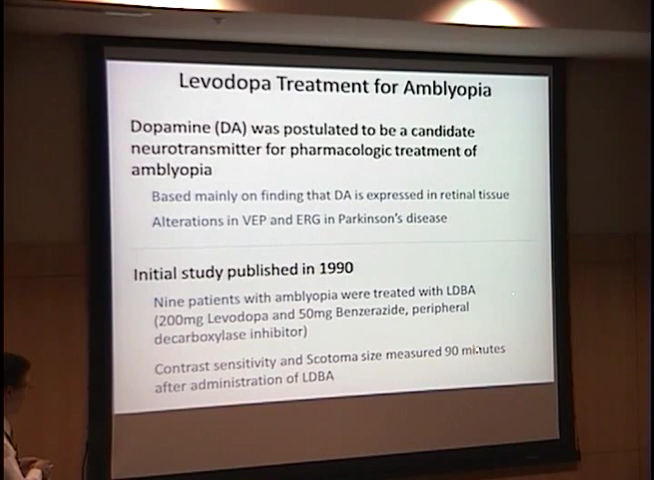 Levodopa Treatment for Amblyopia
Dopamine (DA) was postulated to be a candidate
neurotransmitter for pharmacologic treatment of
amblyopia
Based mainly on finding that DA is expressed in retinal tissue
Alterations in VEP and ERG in Parkinson's disease
Initial study published in 1990
Nine patients with amblyopia were treated with LDBA
(200mg Levodopa and 50mg Benzerazide, peripheral
decarboxylase inhibitor)
Contrast sensitivity and Scotoma size measured 90 minutes
after administration of LDBA